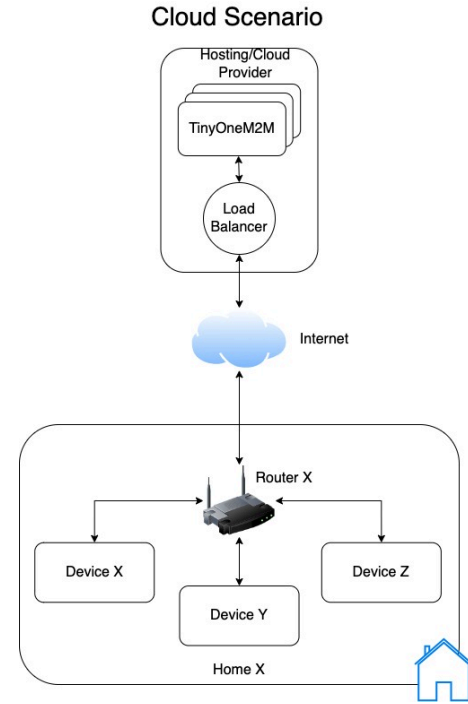 Cloud Scenario
Hosting/Cloud
Provider
TinyOneM2M
Load
Balancer
Internet
Router X
Device X
Device Z
Device Y
Home X